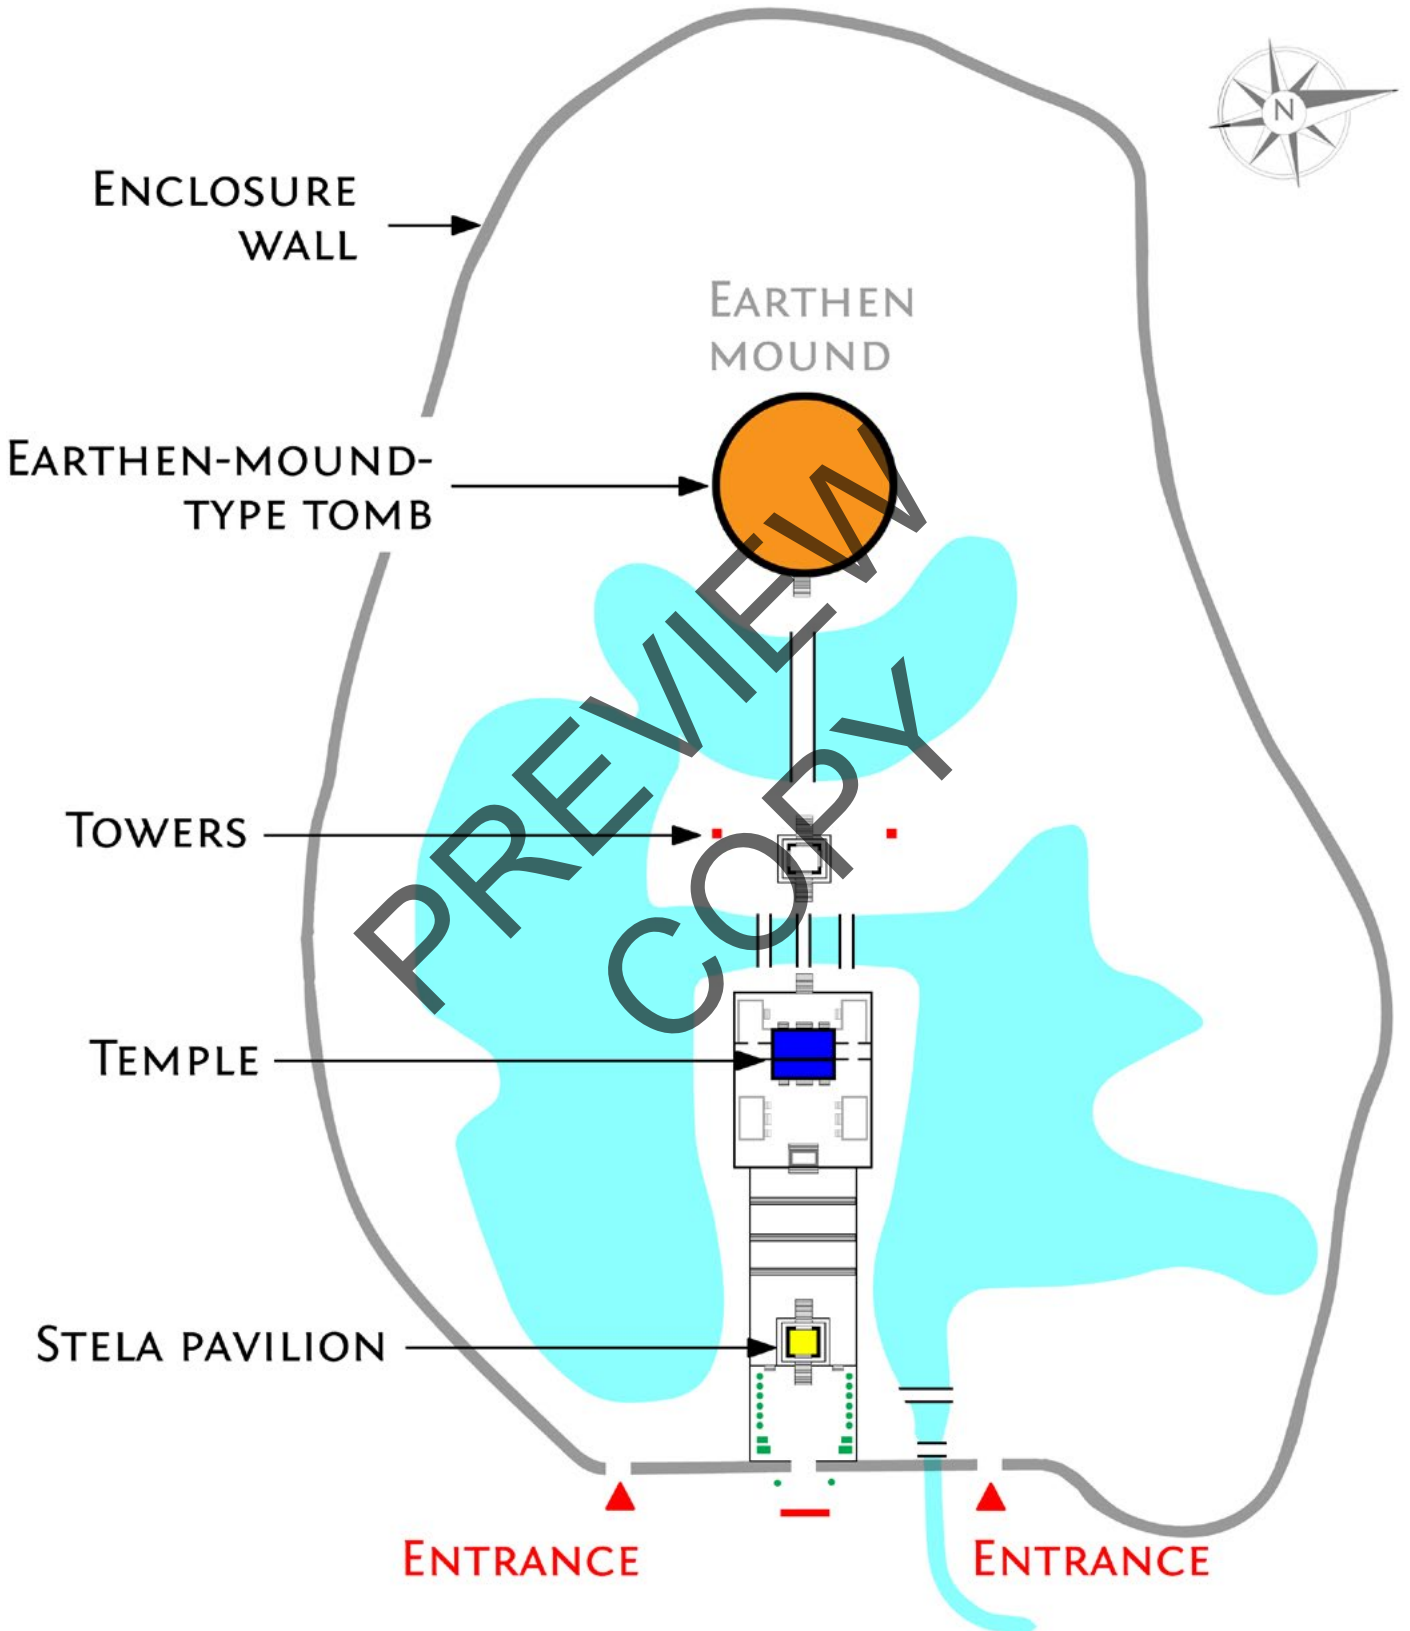 N
ENCLOSURE
WALL
EARTHEN
MOUND
EARTHEN-MOUND-
TYPE TOMB
PREVIEW
COPY
TOWERS
TEMPLE
STELA PAVILION
ENTRANCE
ENTRANCE